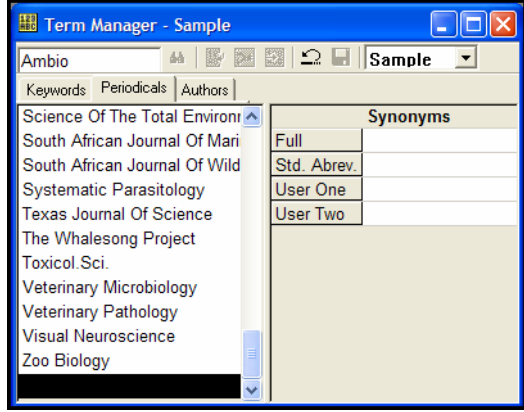 Term Manager - Sample
Ambio
Sample
Keywords Periodicals Authors
Science Of The Total Environ
South African Journal Of Mari
South African Journal Of Wild
Systematic Parasitology
Texas Journal Of Science
The Whalesong Project
Toxicol.Sci.
Veterinary Microbiology
Veterinary Pathology
Visual Neuroscience
Zoo Biology
Synonyms
Full
Std. Abrev.
User One
User Two